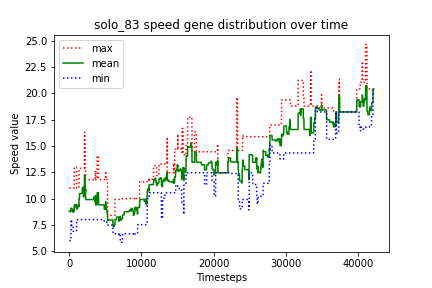 solo_83 speed gene distribution over time
25.0
22.5
20.0
17.5
15.0
12.5
10.0
7.5
5.0
Speed value
max
mean
min
0
10000
20000
30000
40000
Timesteps